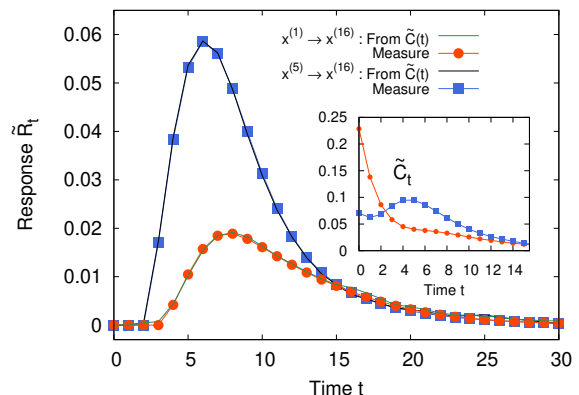 x(1) → x(16) : From C̃(t)
Measure
x(5) → x(16) : From C̃(t)
Measure
Response R̃t
0.06
0.05
0.04
0.03
0.02
0.01
0
0 5 10 15 20 25 30
Time t
C̃t
0.25
0.2
0.15
0.1
0.05
0
0 2 4 6 8 10 12 14
Time t